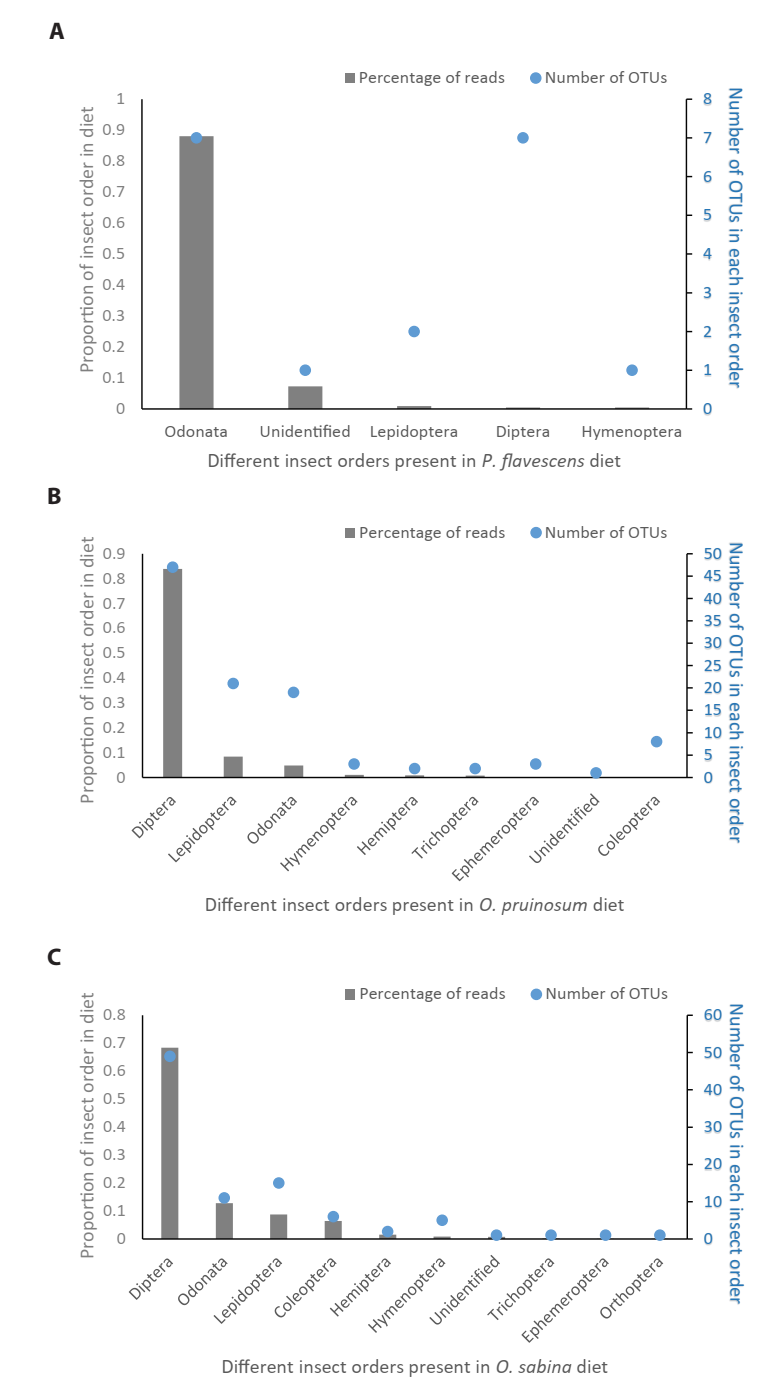 A
Percentage of reads Number of OTUs
Proportion of insect order in diet
1
0.9
0.8
0.7
0.6
0.5
0.4
0.3
0.2
0.1
0
8
7
6
5
4
3
2
1
0
Number of OTUs in each insect order
Odonata Unidentified Lepidoptera Diptera Hymenoptera
Different insect orders present in P. flavescens diet
B
Percentage of reads Number of OTUs
Proportion of insect order in diet
0.9
0.8
0.7
0.6
0.5
0.4
0.3
0.2
0.1
0
50
45
40
35
30
25
20
15
10
5
0
Number of OTUs in each insect order
Diptera
Lepidoptera
Odonata
Hymenoptera
Hemiptera
Trichoptera
Ephemeroptera
Unidentified
Coleoptera
Different insect orders present in O. pruinosum diet
C
Percentage of reads Number of OTUs
Proportion of insect order in diet
0.8
0.7
0.6
0.5
0.4
0.3
0.2
0.1
0
60
50
40
30
20
10
0
Number of OTUs in each insect order
Diptera
Odonata
Lepidoptera
Coleoptera
Hemiptera
Hymenoptera
Unidentified
Trichoptera
Ephemeroptera
Orthoptera
Different insect orders present in O. sabina diet